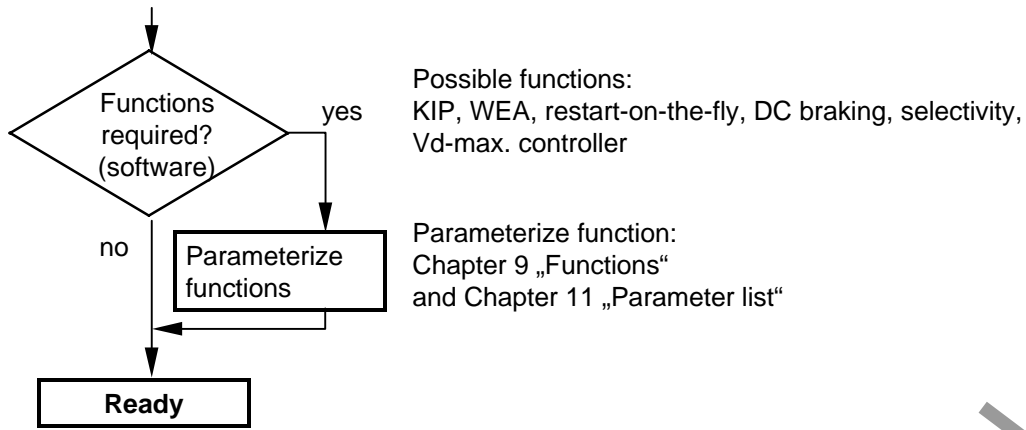 Functions
required?
(software)
yes
Possible functions:
KIP, WEA, restart-on-the-fly, DC braking, selectivity,
Vd-max. controller
no
Parameterize
functions
Parameterize function:
Chapter 9 „Functions“
and Chapter 11 „Parameter list“
Ready